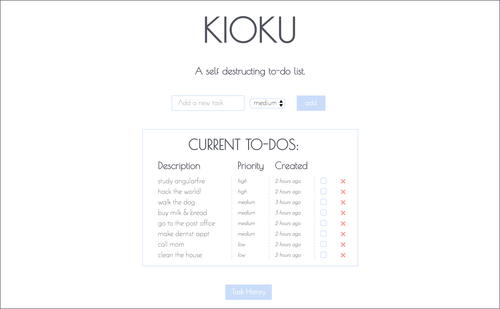 KIOKU
A self destructing to-do list.
Add a new task medium add
CURRENT TO-DOS:
Description Priority Created
study angularfire high 2 hours ago
hack the world! high 2 hours ago
walk the dog medium 3 hours ago
buy milk & bread medium 3 hours ago
go to the post office medium 2 hours ago
make dentist appt medium 2 hours ago
call mom low 2 hours ago
clean the house low 2 hours ago
Task History